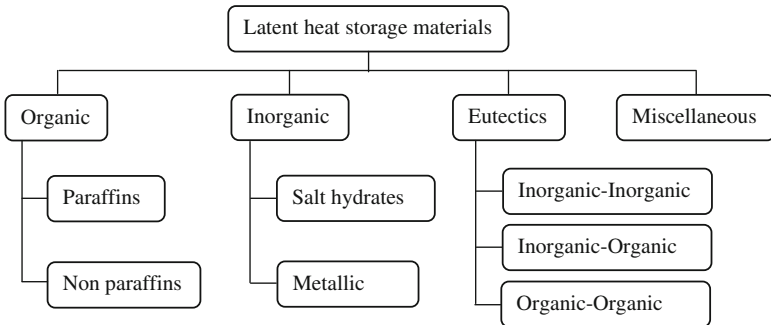 Latent heat storage materials
Organic
Inorganic
Eutectics
Miscellaneous
Paraffins
Non paraffins
Salt hydrates
Metallic
Inorganic-Inorganic
Inorganic-Organic
Organic-Organic